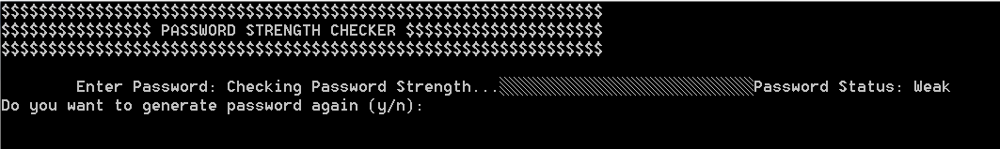 $$$$$$$$$$$$$$$$$$$$$$$$$$$$$$$$$$$$$$$$$$$$$$$$$$$$$$$$$$$$$$$$
$$$$$$$$$$$$$$$$ PASSWORD STRENGTH CHECKER $$$$$$$$$$$$$$$$$$$$$
$$$$$$$$$$$$$$$$$$$$$$$$$$$$$$$$$$$$$$$$$$$$$$$$$$$$$$$$$$$$$$$$
Enter Password: Checking Password Strength...░░░░░░░░░░░░░░░░░░░░░░░░░░░Password Status: Weak
Do you want to generate password again (y/n):